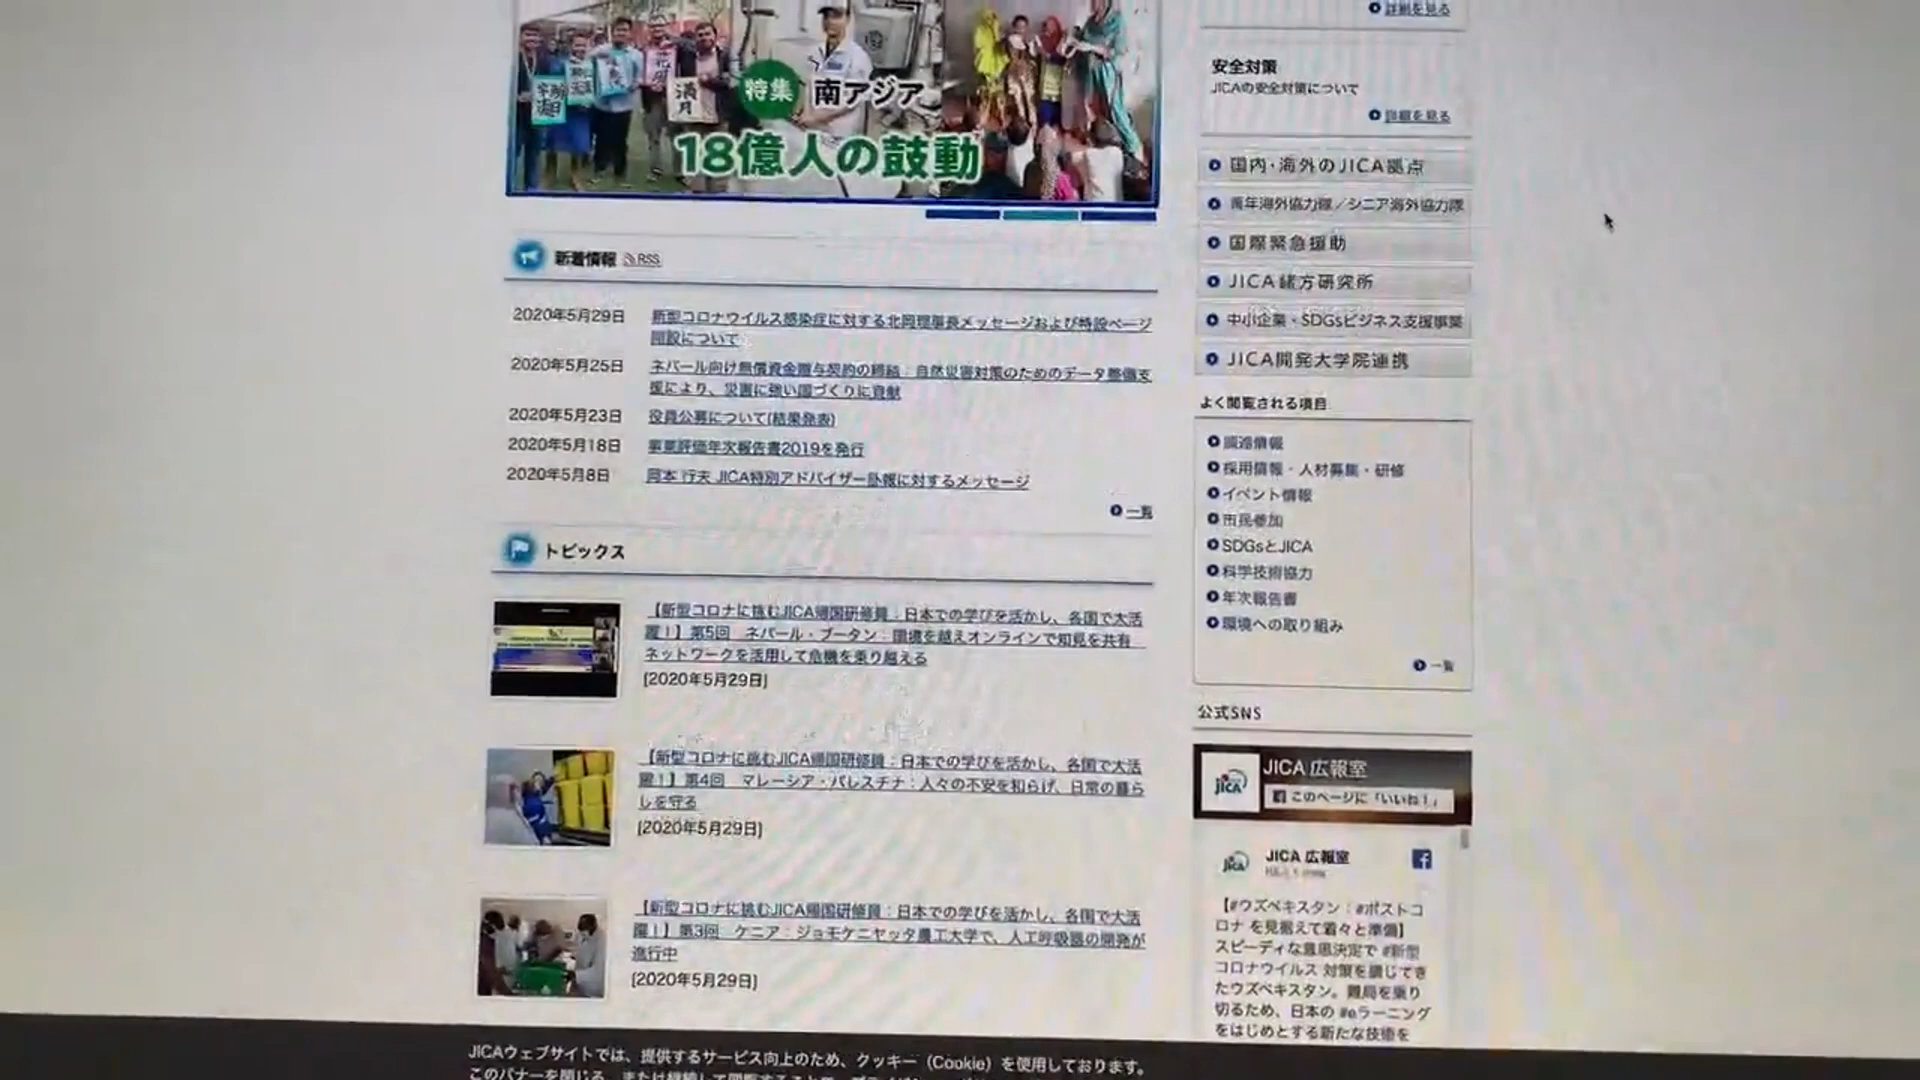 満月
特集 南アジア
18億人の鼓動
新着情報 RSS
2020年5月29日 新型コロナウイルス感染症に対する北岡理事長メッセージおよび特設ページ
開設について
2020年5月25日 ネパール向け無償資金贈与契約の締結：自然災害対策のためのデータ整備支
援により、災害に強い国づくりに貢献
2020年5月23日 役員公募について(結果発表)
2020年5月18日 事業評価年次報告書2019を発行
2020年5月8日 岡本 行夫 JICA特別アドバイザー訃報に対するメッセージ
一覧
トピックス
【新型コロナに挑むJICA帰国研修員：日本での学びを活かし、各国で大活
躍！】第5回 ネパール・ブータン：国境を越えオンラインで知見を共有
ネットワークを活用して危機を乗り越える
[2020年5月29日]
【新型コロナに挑むJICA帰国研修員：日本での学びを活かし、各国で大活
躍！】第4回 マレーシア・パレスチナ：人々の不安を和らげ、日常の暮ら
しを守る
[2020年5月29日]
【新型コロナに挑むJICA帰国研修員：日本での学びを活かし、各国で大活
躍！】第3回 ケニア：ジョモケニヤッタ農工大学で、人工呼吸器の開発が
進行中
[2020年5月29日]
詳細を見る
安全対策
JICAの安全対策について
詳細を見る
国内・海外のJICA拠点
青年海外協力隊／シニア海外協力隊
国際緊急援助
JICA緒方研究所
中小企業・SDGsビジネス支援事業
JICA開発大学院連携
よく閲覧される項目
調達情報
採用情報・人材募集・研修
イベント情報
市民参加
SDGsとJICA
科学技術協力
年次報告書
環境への取り組み
一覧
公式SNS
JICA
JICA 広報室
このページに「いいね！」
JICA
JICA 広報室
【#ウズベキスタン：#ポストコ
ロナ を見据えて着々と準備】
スピーディな意思決定で #新型
コロナウイルス 対策を講じてき
たウズベキスタン。難局を乗り
切るため、日本の #eラーニング
をはじめとする新たな技術を
JICAウェブサイトでは、提供するサービス向上のため、クッキー（Cookie）を使用しております。
このバナーを閉じる